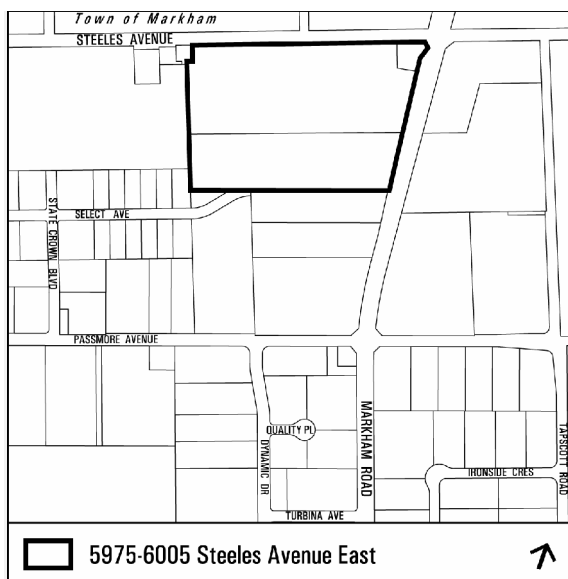 Town of Markham
STEELES AVENUE
STATE CROWN BLVD
SELECT AVE
PASSMORE AVENUE
QUALITY PL
DYNAMIC DR
MARKHAM ROAD
TAPSCOTT ROAD
IRONSIDE CRES
TURBINA AVE
5975-6005 Steeles Avenue East